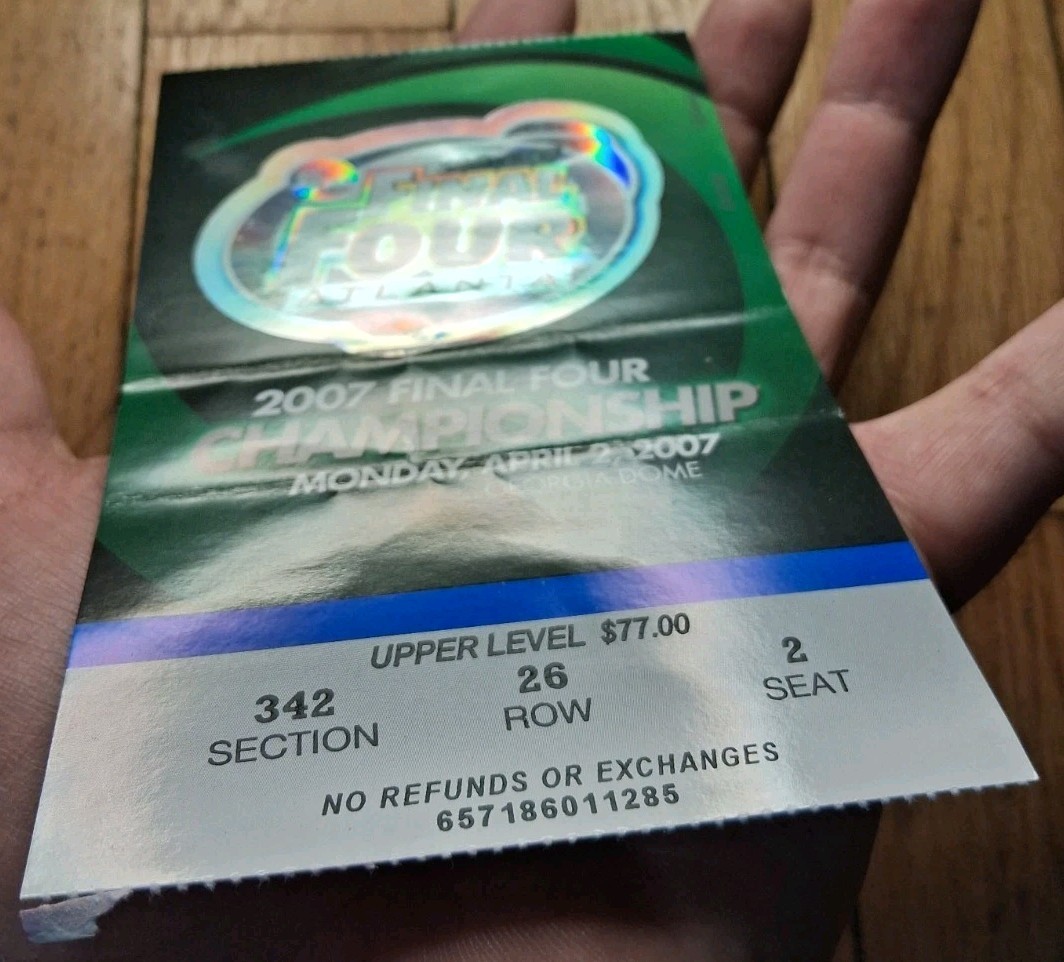 FINAL
FOUR
ATLANTA
2007 FINAL FOUR
CHAMPIONSHIP
MONDAY, APRIL 2, 2007
GEORGIA DOME
UPPER LEVEL $77.00
342 26 2
SECTION ROW SEAT
NO REFUNDS OR EXCHANGES
657186011285